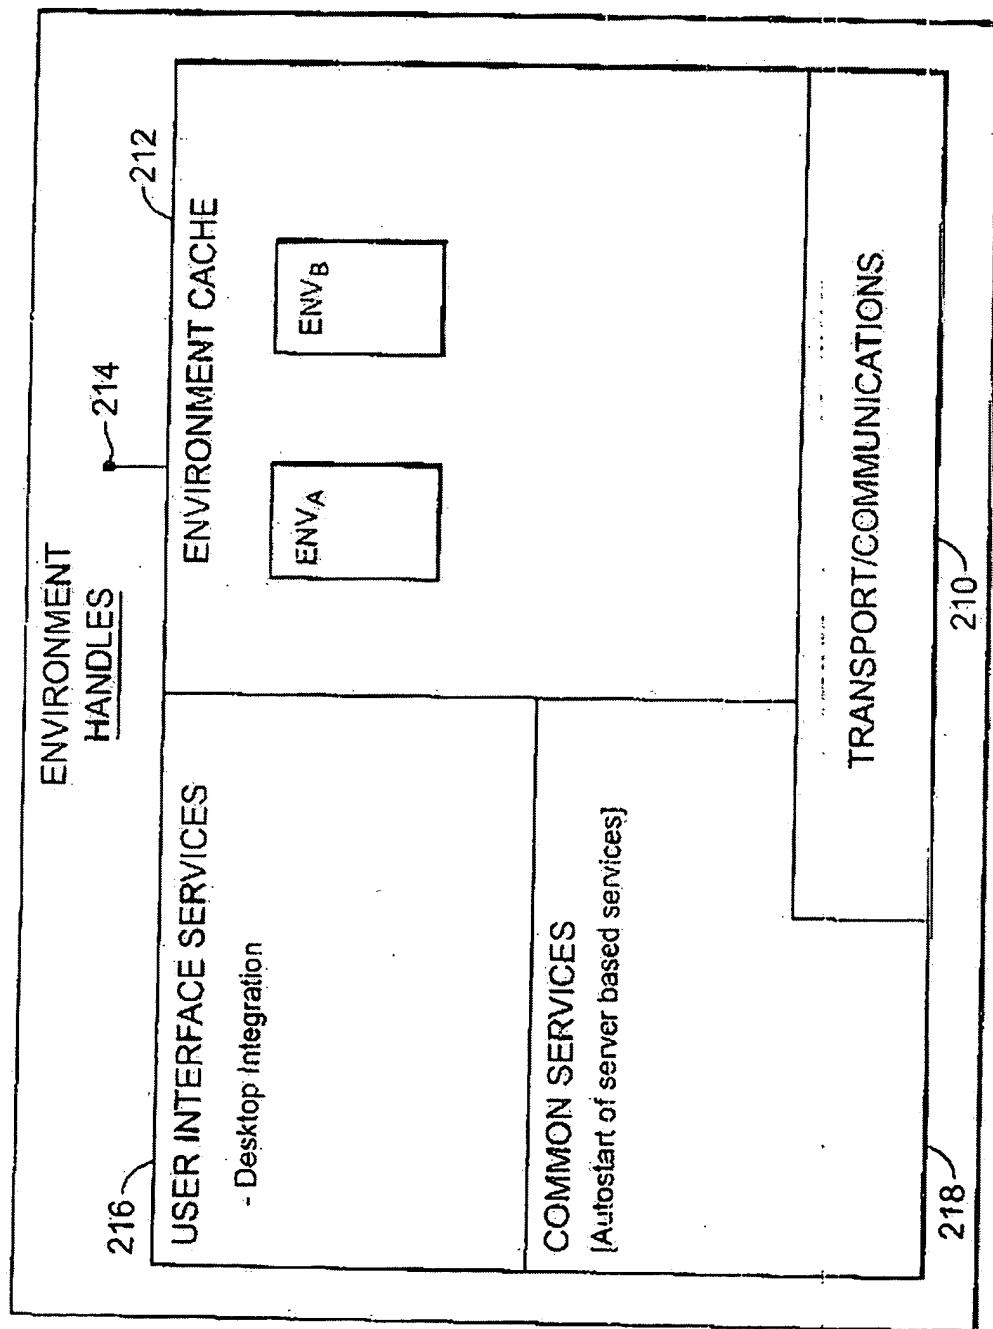 ENVIRONMENT
HANDLES
214
212
216
USER INTERFACE SERVICES
- Desktop Integration
ENVIRONMENT CACHE
ENVA
ENVB
COMMON SERVICES
[Autostart of server based services]
TRANSPORT/COMMUNICATIONS
218
210